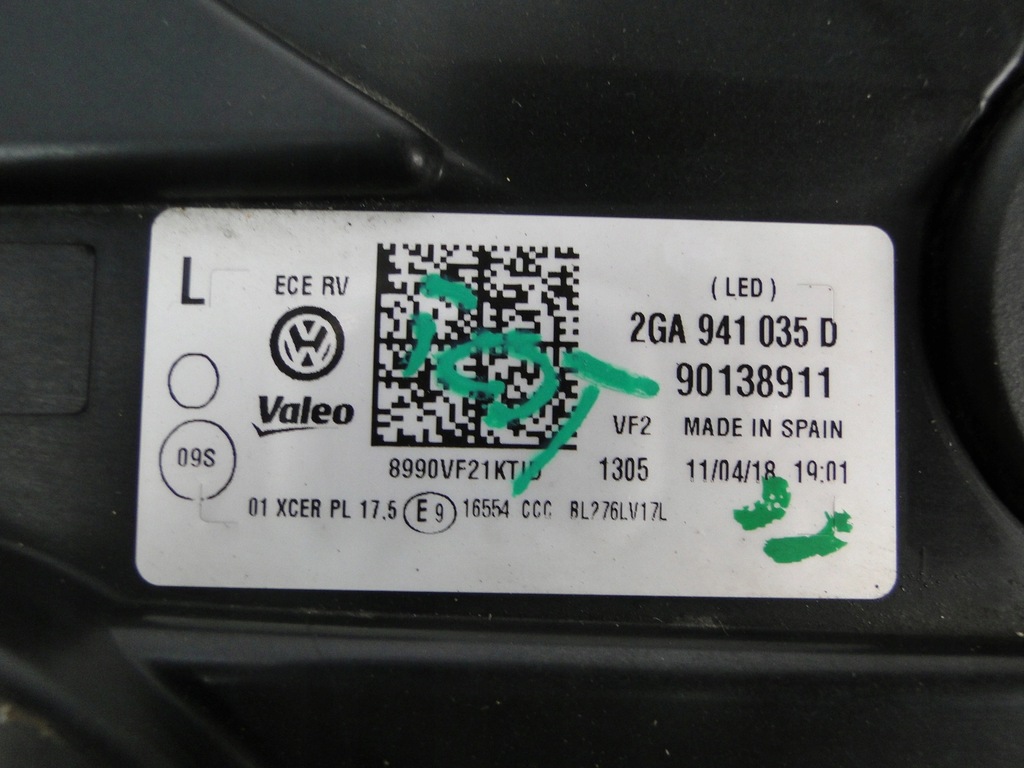 L
ECE RV
(LED)
2GA 941 035 D
Valeo
90138911
VF2 MADE IN SPAIN
09S
1305 11/04/18 19:01
01 XCER PL 17.5 E9 16554 CCC BL276LV17L